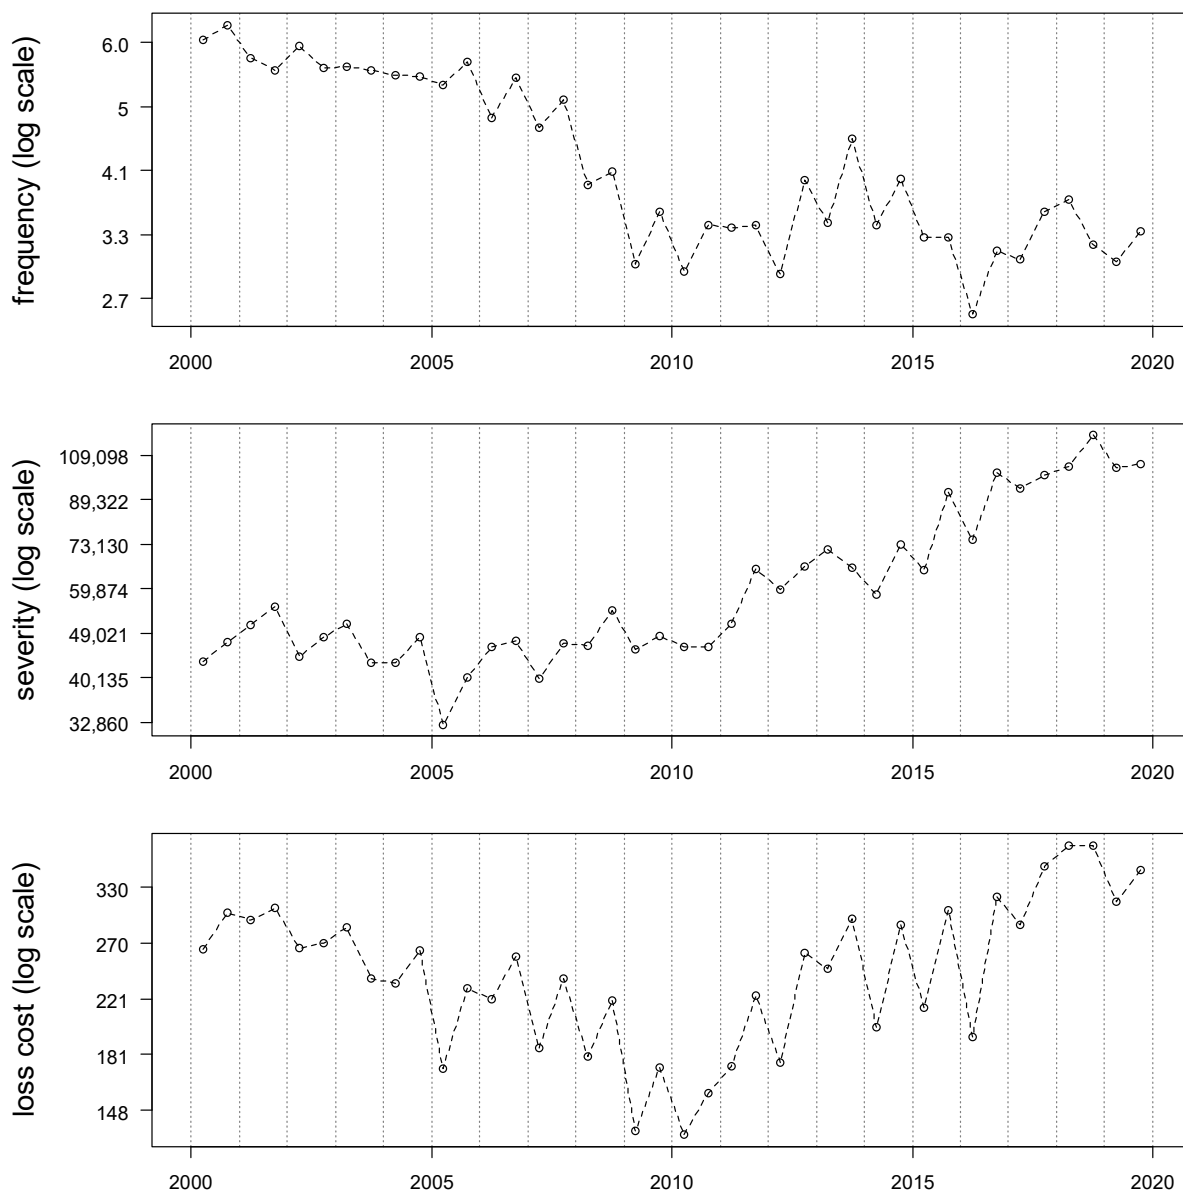 frequency (log scale)
6.0
5
4.1
3.3
2.7
2000 2005 2010 2015 2020
severity (log scale)
109,098
89,322
73,130
59,874
49,021
40,135
32,860
2000 2005 2010 2015 2020
loss cost (log scale)
330
270
221
181
148
2000 2005 2010 2015 2020